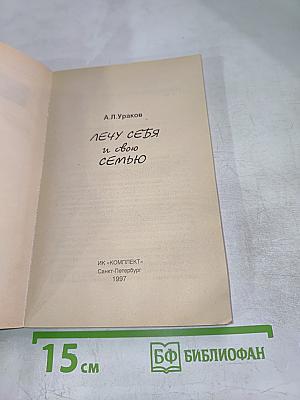 А.Л.Ураков
ЛЕЧУ СЕБЯ
и свою
СЕМЬЮ
ИК «КОМПЛЕКТ»
Санкт-Петербург
1997
15 см
БФ БИБЛИОФАН